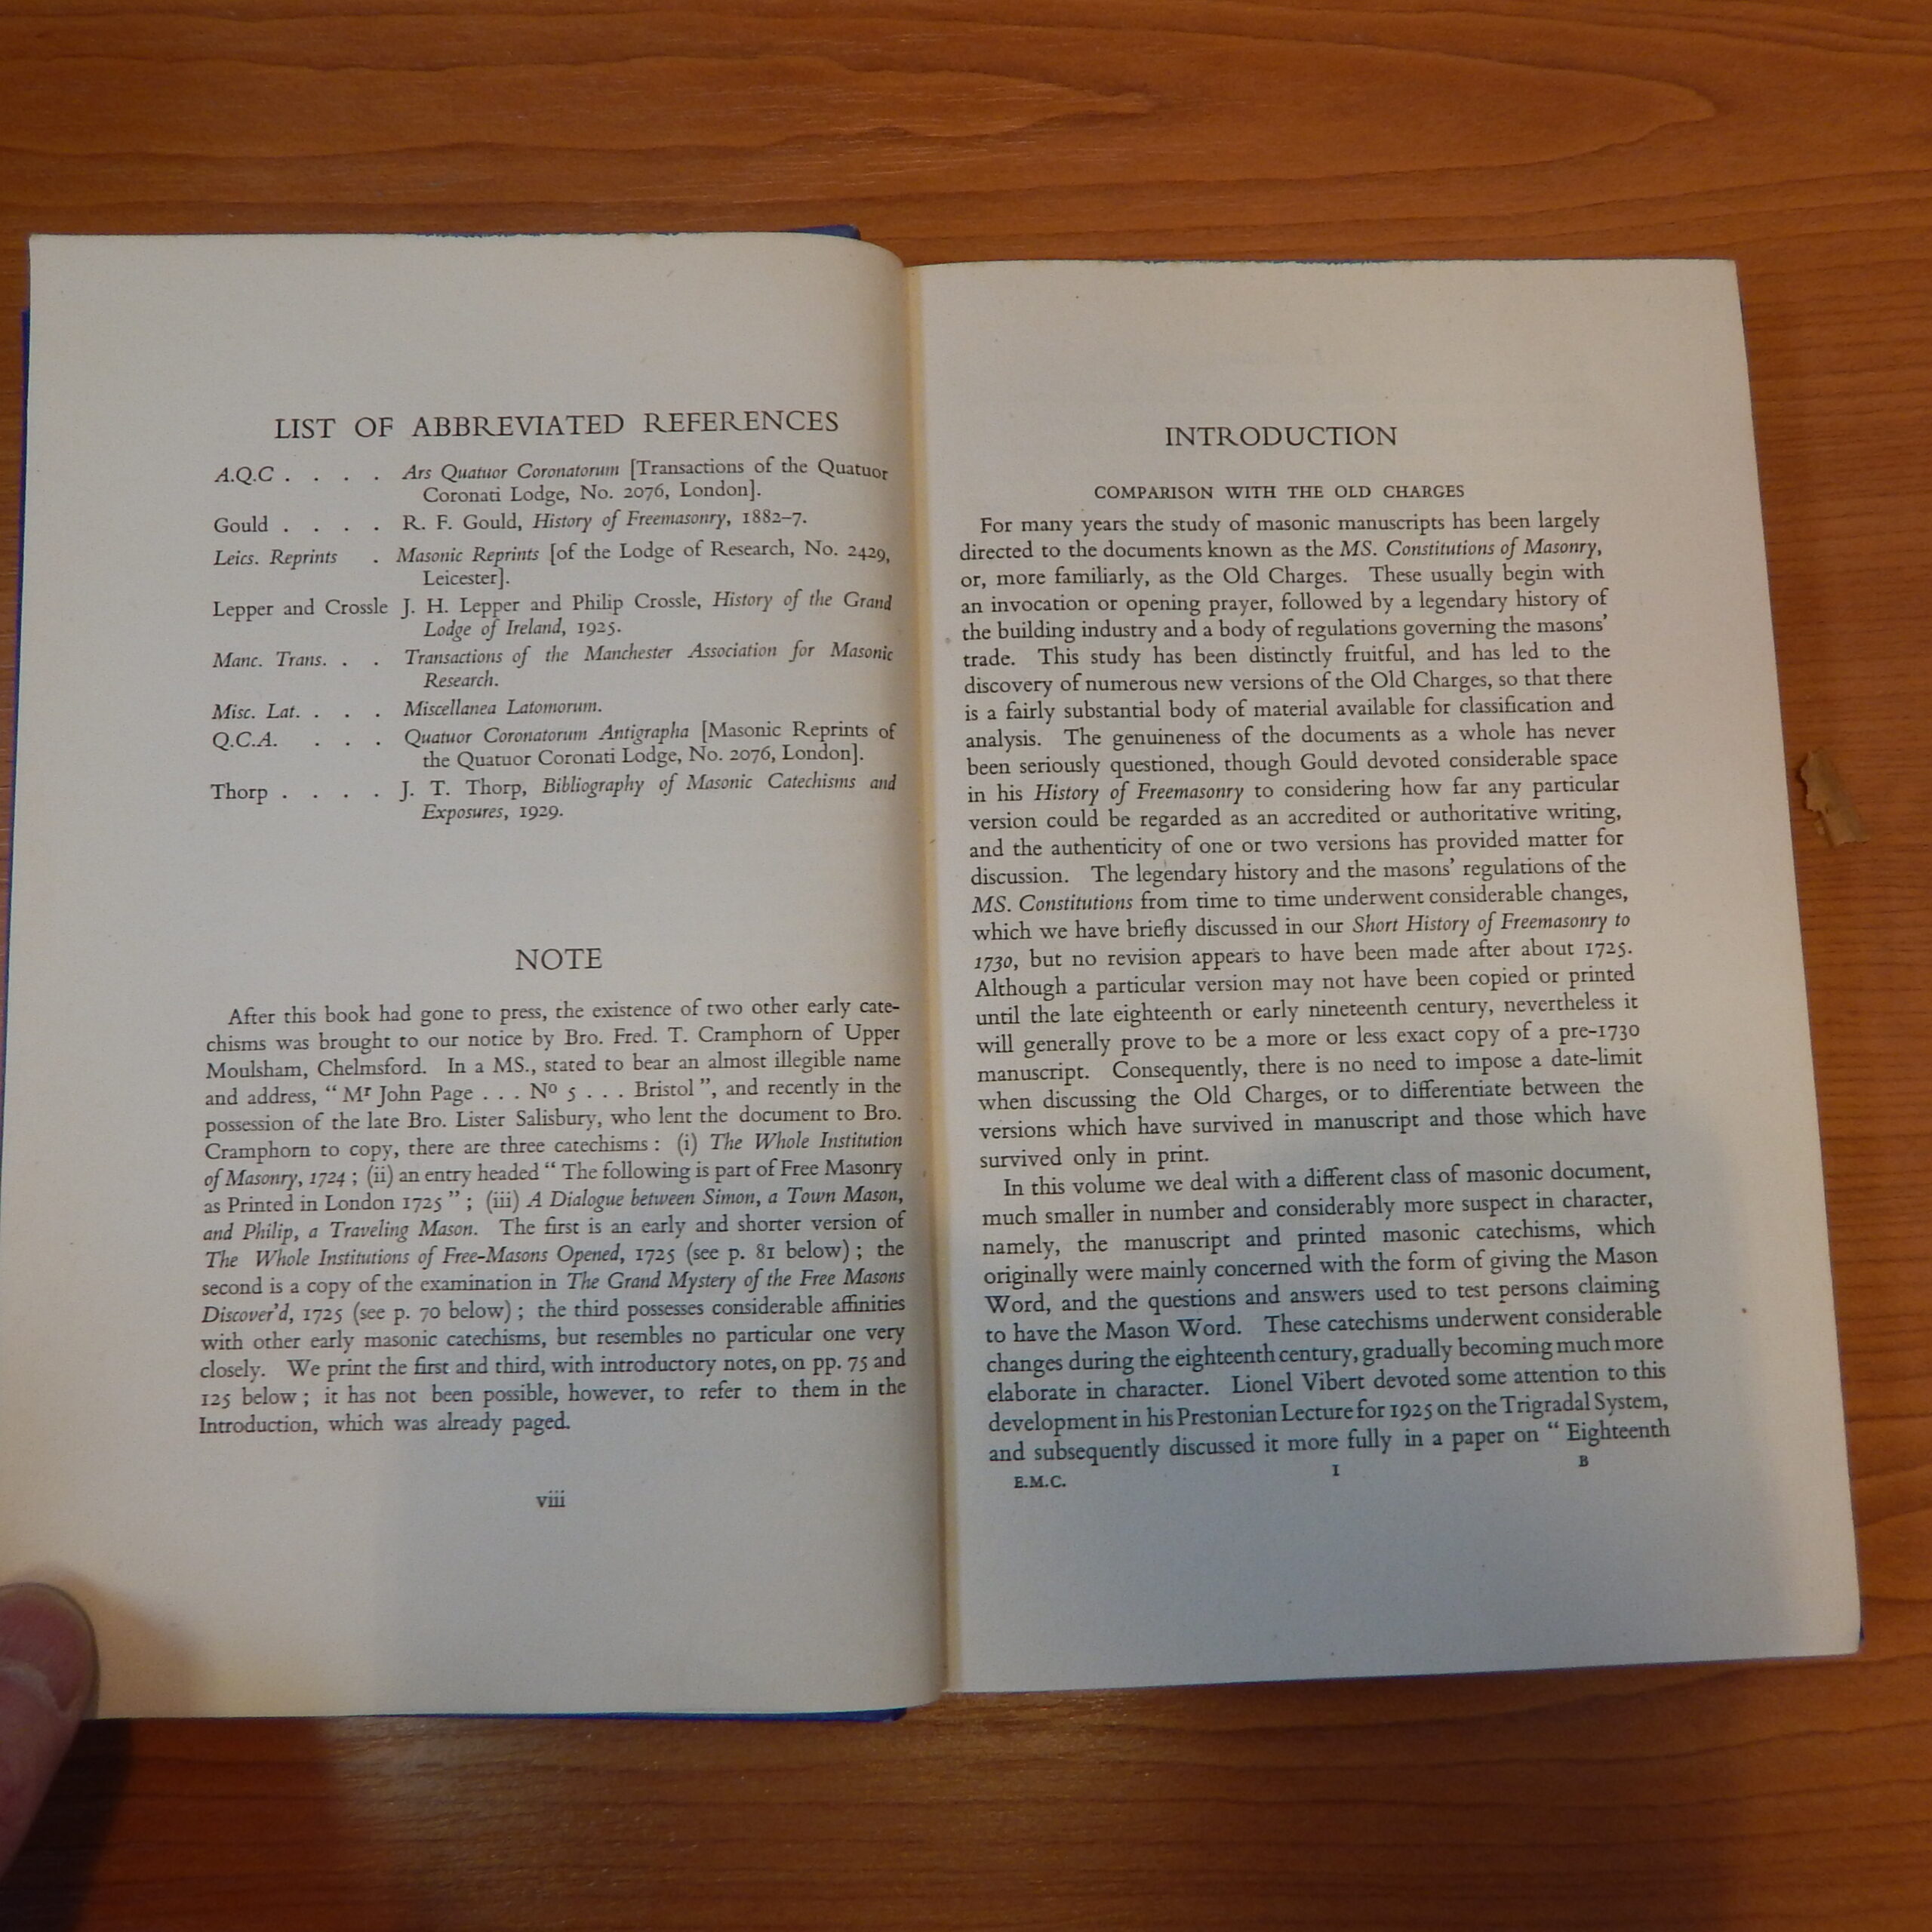 LIST OF ABBREVIATED REFERENCES
A.Q.C . . . . Ars Quatuor Coronatorum [Transactions of the Quatuor
Coronati Lodge, No. 2076, London].
Gould . . . . R. F. Gould, History of Freemasonry, 1882–7.
Leics. Reprints . Masonic Reprints [of the Lodge of Research, No. 2429,
Leicester].
Lepper and Crossle J. H. Lepper and Philip Crossle, History of the Grand
Lodge of Ireland, 1925.
Manc. Trans. . . Transactions of the Manchester Association for Masonic
Research.
Misc. Lat. . . . Miscellanea Latomorum.
Q.C.A. . . . Quatuor Coronatorum Antigrapha [Masonic Reprints of
the Quatuor Coronati Lodge, No. 2076, London].
Thorp . . . . J. T. Thorp, Bibliography of Masonic Catechisms and
Exposures, 1929.
NOTE
After this book had gone to press, the existence of two other early cate-
chisms was brought to our notice by Bro. Fred. T. Cramphorn of Upper
Moulsham, Chelmsford. In a MS., stated to bear an almost illegible name
and address, “ Mr John Page . . . No 5 . . . Bristol ”, and recently in the
possession of the late Bro. Lister Salisbury, who lent the document to Bro.
Cramphorn to copy, there are three catechisms : (i) The Whole Institution
of Masonry, 1724 ; (ii) an entry headed “ The following is part of Free Masonry
as Printed in London 1725 ” ; (iii) A Dialogue between Simon, a Town Mason,
and Philip, a Traveling Mason. The first is an early and shorter version of
The Whole Institutions of Free-Masons Opened, 1725 (see p. 81 below) ; the
second is a copy of the examination in The Grand Mystery of the Free Masons
Discover’d, 1725 (see p. 70 below) ; the third possesses considerable affinities
with other early masonic catechisms, but resembles no particular one very
closely. We print the first and third, with introductory notes, on pp. 75 and
125 below ; it has not been possible, however, to refer to them in the
Introduction, which was already paged.
viii
INTRODUCTION
COMPARISON WITH THE OLD CHARGES
For many years the study of masonic manuscripts has been largely
directed to the documents known as the MS. Constitutions of Masonry,
or, more familiarly, as the Old Charges. These usually begin with
an invocation or opening prayer, followed by a legendary history of
the building industry and a body of regulations governing the masons’
trade. This study has been distinctly fruitful, and has led to the
discovery of numerous new versions of the Old Charges, so that there
is a fairly substantial body of material available for classification and
analysis. The genuineness of the documents as a whole has never
been seriously questioned, though Gould devoted considerable space
in his History of Freemasonry to considering how far any particular
version could be regarded as an accredited or authoritative writing,
and the authenticity of one or two versions has provided matter for
discussion. The legendary history and the masons’ regulations of the
MS. Constitutions from time to time underwent considerable changes,
which we have briefly discussed in our Short History of Freemasonry to
1730, but no revision appears to have been made after about 1725.
Although a particular version may not have been copied or printed
until the late eighteenth or early nineteenth century, nevertheless it
will generally prove to be a more or less exact copy of a pre-1730
manuscript. Consequently, there is no need to impose a date-limit
when discussing the Old Charges, or to differentiate between the
versions which have survived in manuscript and those which have
survived only in print.
In this volume we deal with a different class of masonic document,
much smaller in number and considerably more suspect in character,
namely, the manuscript and printed masonic catechisms, which
originally were mainly concerned with the form of giving the Mason
Word, and the questions and answers used to test persons claiming
to have the Mason Word. These catechisms underwent considerable
changes during the eighteenth century, gradually becoming much more
elaborate in character. Lionel Vibert devoted some attention to this
development in his Prestonian Lecture for 1925 on the Trigradal System,
and subsequently discussed it more fully in a paper on “ Eighteenth
E.M.C. 1 B